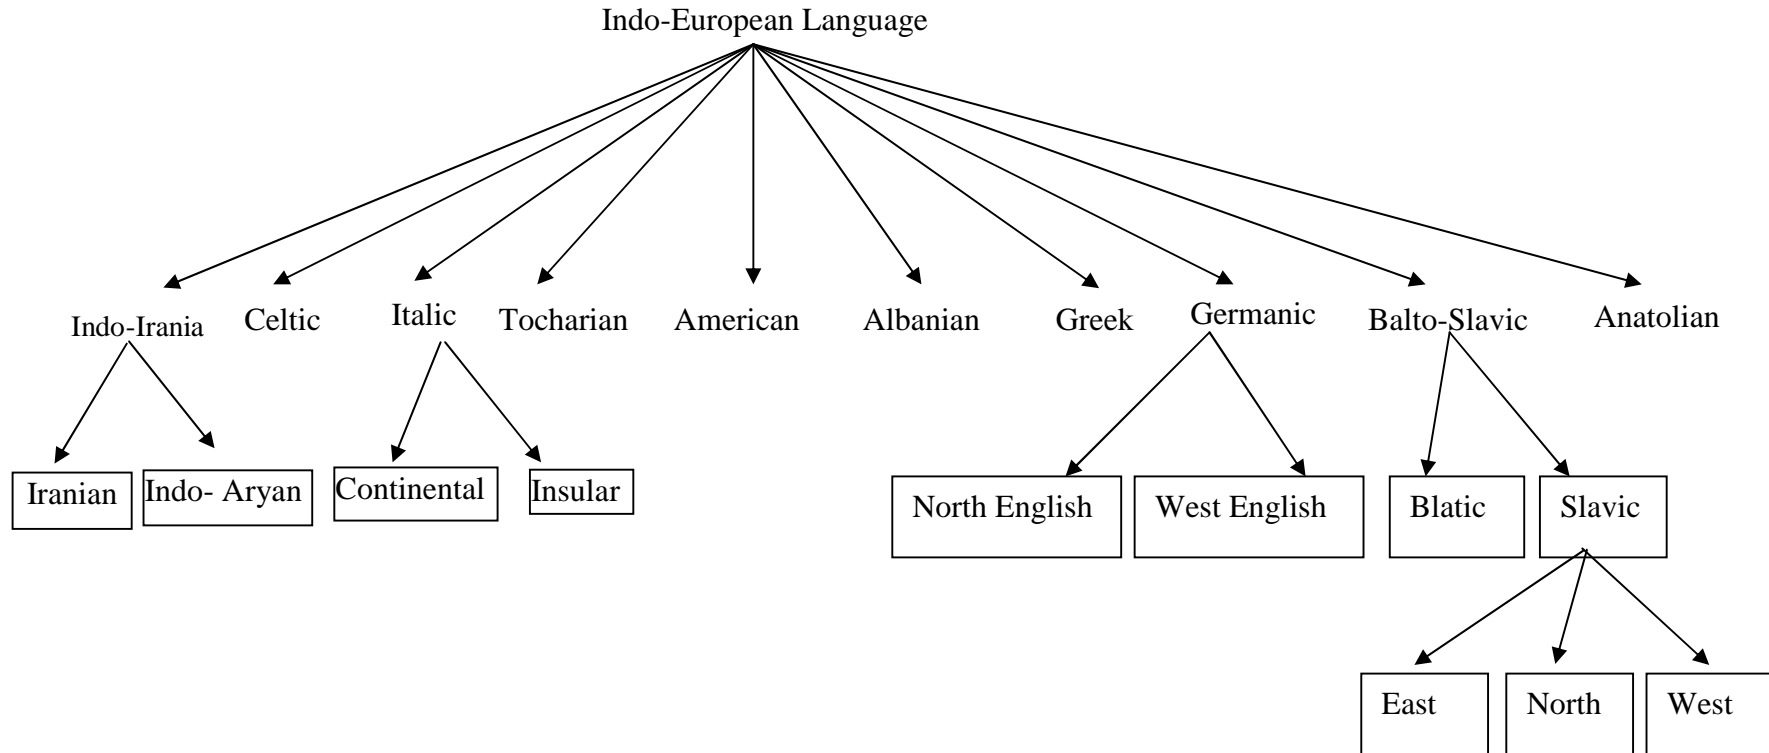 Indo-European Language
Indo-Irania
Celtic
Italic
Tocharian
American
Albanian
Greek
Germanic
Balto-Slavic
Anatolian
Iranian
Indo- Aryan
Continental
Insular
North English
West English
Blatic
Slavic
East
North
West